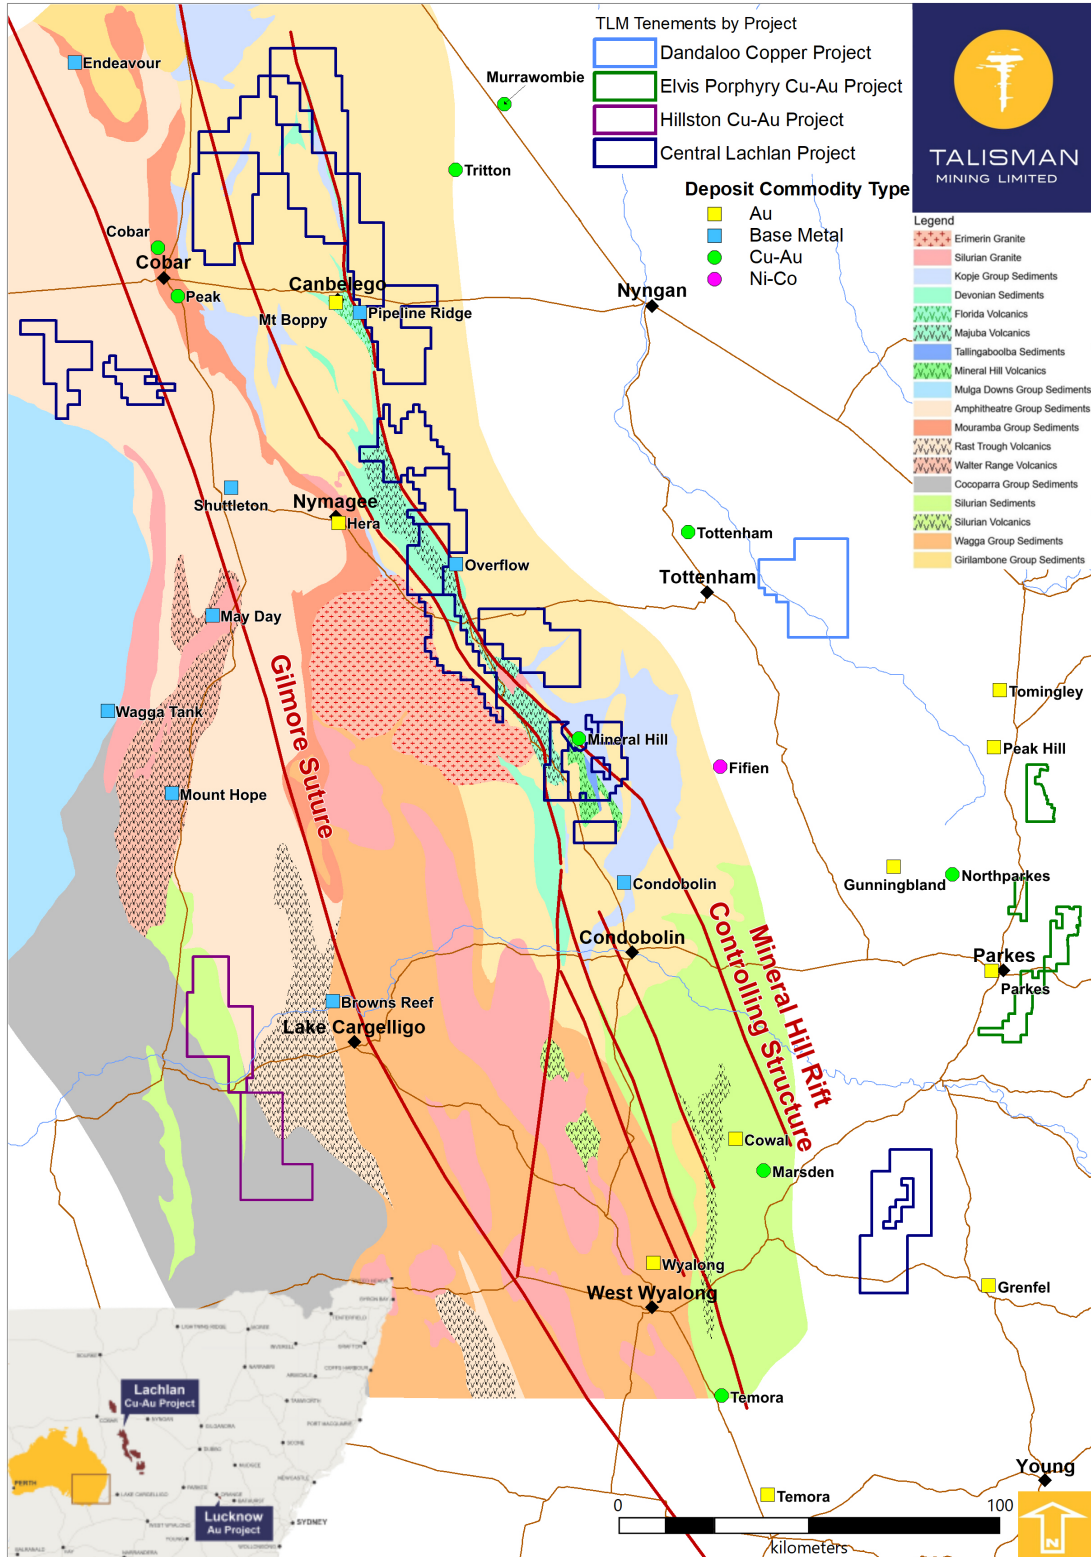 TLM Tenements by Project
Dandaloo Copper Project
Elvis Porphyry Cu-Au Project
Hillston Cu-Au Project
Central Lachlan Project
Deposit Commodity Type
Au
Base Metal
Cu-Au
Ni-Co
TALISMAN
MINING LIMITED
Legend
Erimerin Granite
Silurian Granite
Kopje Group Sediments
Devonian Sediments
Florida Volcanics
Majuba Volcanics
Tallingaboolba Sediments
Mineral Hill Volcanics
Mulga Downs Group Sediments
Amphitheatre Group Sediments
Mouramba Group Sediments
Rast Trough Volcanics
Walter Range Volcanics
Cocoparra Group Sediments
Silurian Sediments
Silurian Volcanics
Wagga Group Sediments
Girilambone Group Sediments
Endeavour
Murrawombie
Tritton
Cobar
Cobar
Peak
Canbelego
Mt Boppy
Pipeline Ridge
Nyngan
Shuttleton
Nymagee
Hera
Overflow
Tottenham
Tottenham
May Day
Gilmore Suture
Wagga Tank
Mount Hope
Mineral Hill
Fifien
Tomingley
Peak Hill
Gunningbland
Northparkes
Condobolin
Condobolin
Mineral Hill Rift
Controlling Structure
Parkes
Parkes
Browns Reef
Lake Cargelligo
Cowal
Marsden
Wyalong
West Wyalong
Grenfel
Temora
Temora
Young
0
100
kilometers
N
Lachlan
Cu-Au Project
Lucknow
Au Project
PERTH
SYDNEY